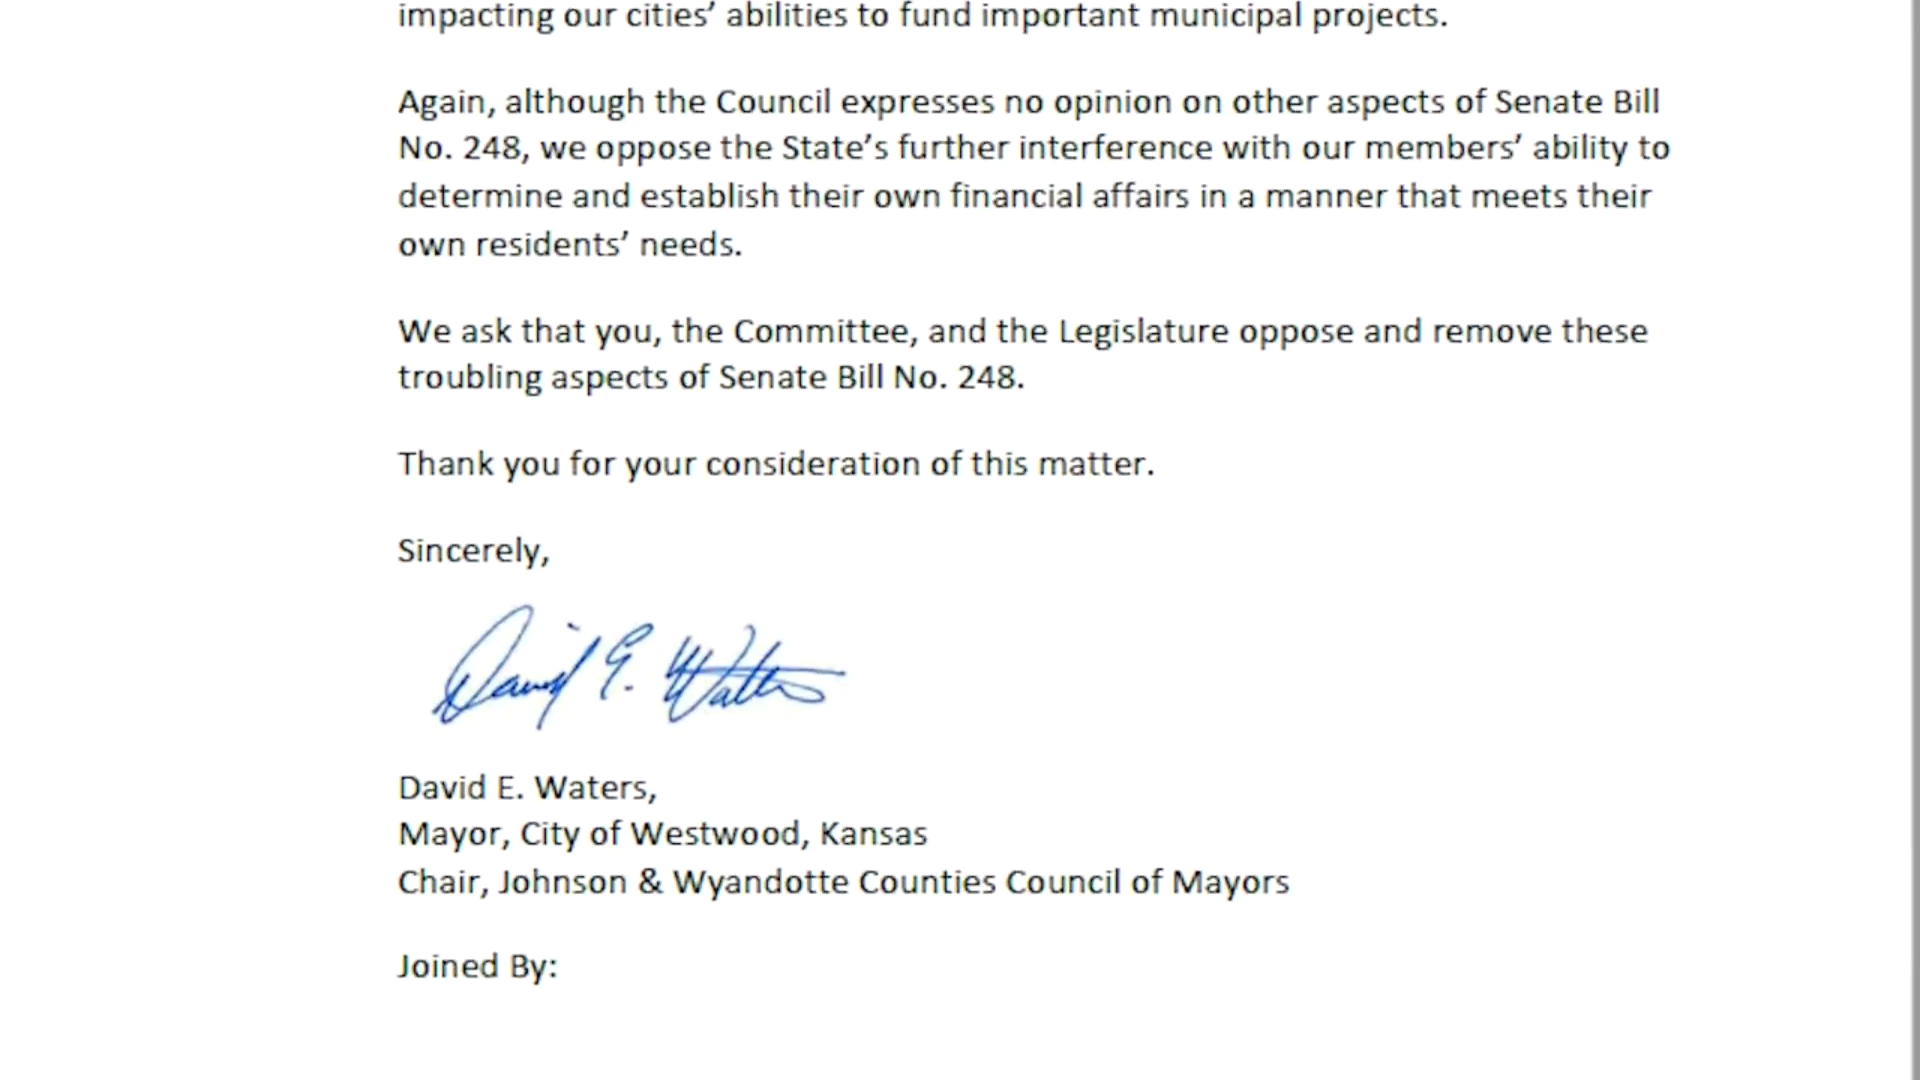 impacting our cities’ abilities to fund important municipal projects.
Again, although the Council expresses no opinion on other aspects of Senate Bill
No. 248, we oppose the State’s further interference with our members’ ability to
determine and establish their own financial affairs in a manner that meets their
own residents’ needs.
We ask that you, the Committee, and the Legislature oppose and remove these
troubling aspects of Senate Bill No. 248.
Thank you for your consideration of this matter.
Sincerely,
David E. Waters
David E. Waters,
Mayor, City of Westwood, Kansas
Chair, Johnson & Wyandotte Counties Council of Mayors
Joined By: